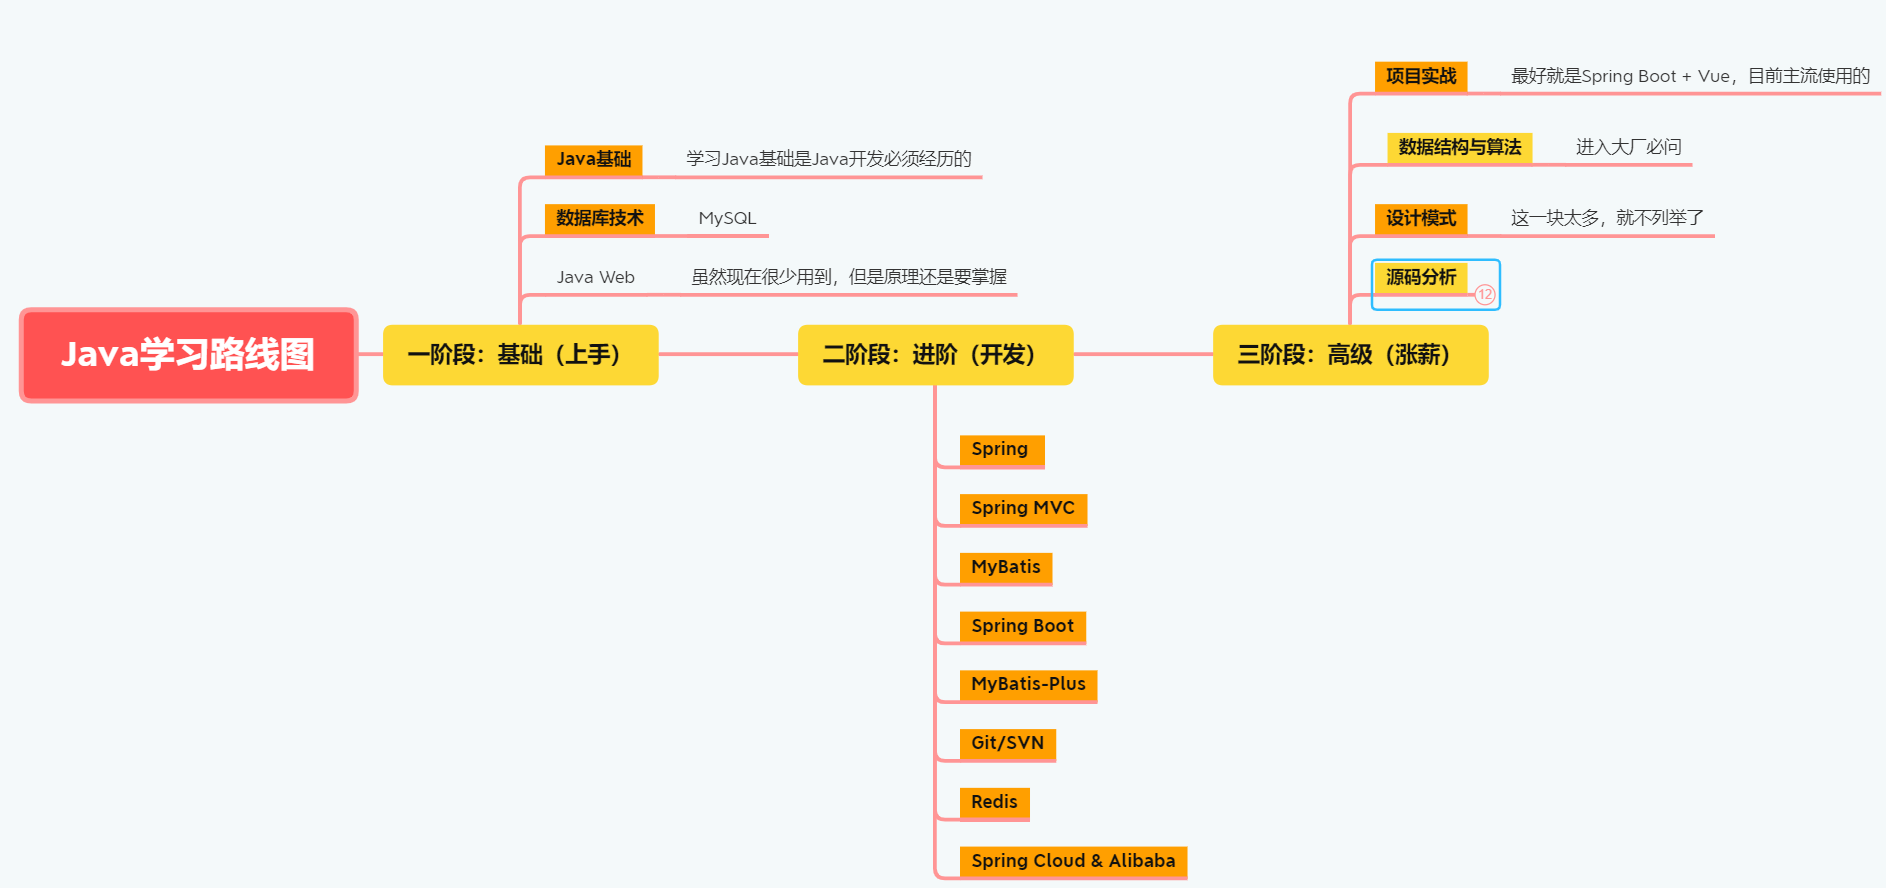 Java学习路线图
一阶段：基础（上手）
Java基础
学习Java基础是Java开发必须经历的
数据库技术
MySQL
Java Web
虽然现在很少用到，但是原理还是要掌握
二阶段：进阶（开发）
Spring
Spring MVC
MyBatis
Spring Boot
MyBatis-Plus
Git/SVN
Redis
Spring Cloud & Alibaba
三阶段：高级（涨薪）
项目实战
最好就是Spring Boot + Vue，目前主流使用的
数据结构与算法
进入大厂必问
设计模式
这一块太多，就不列举了
源码分析
12